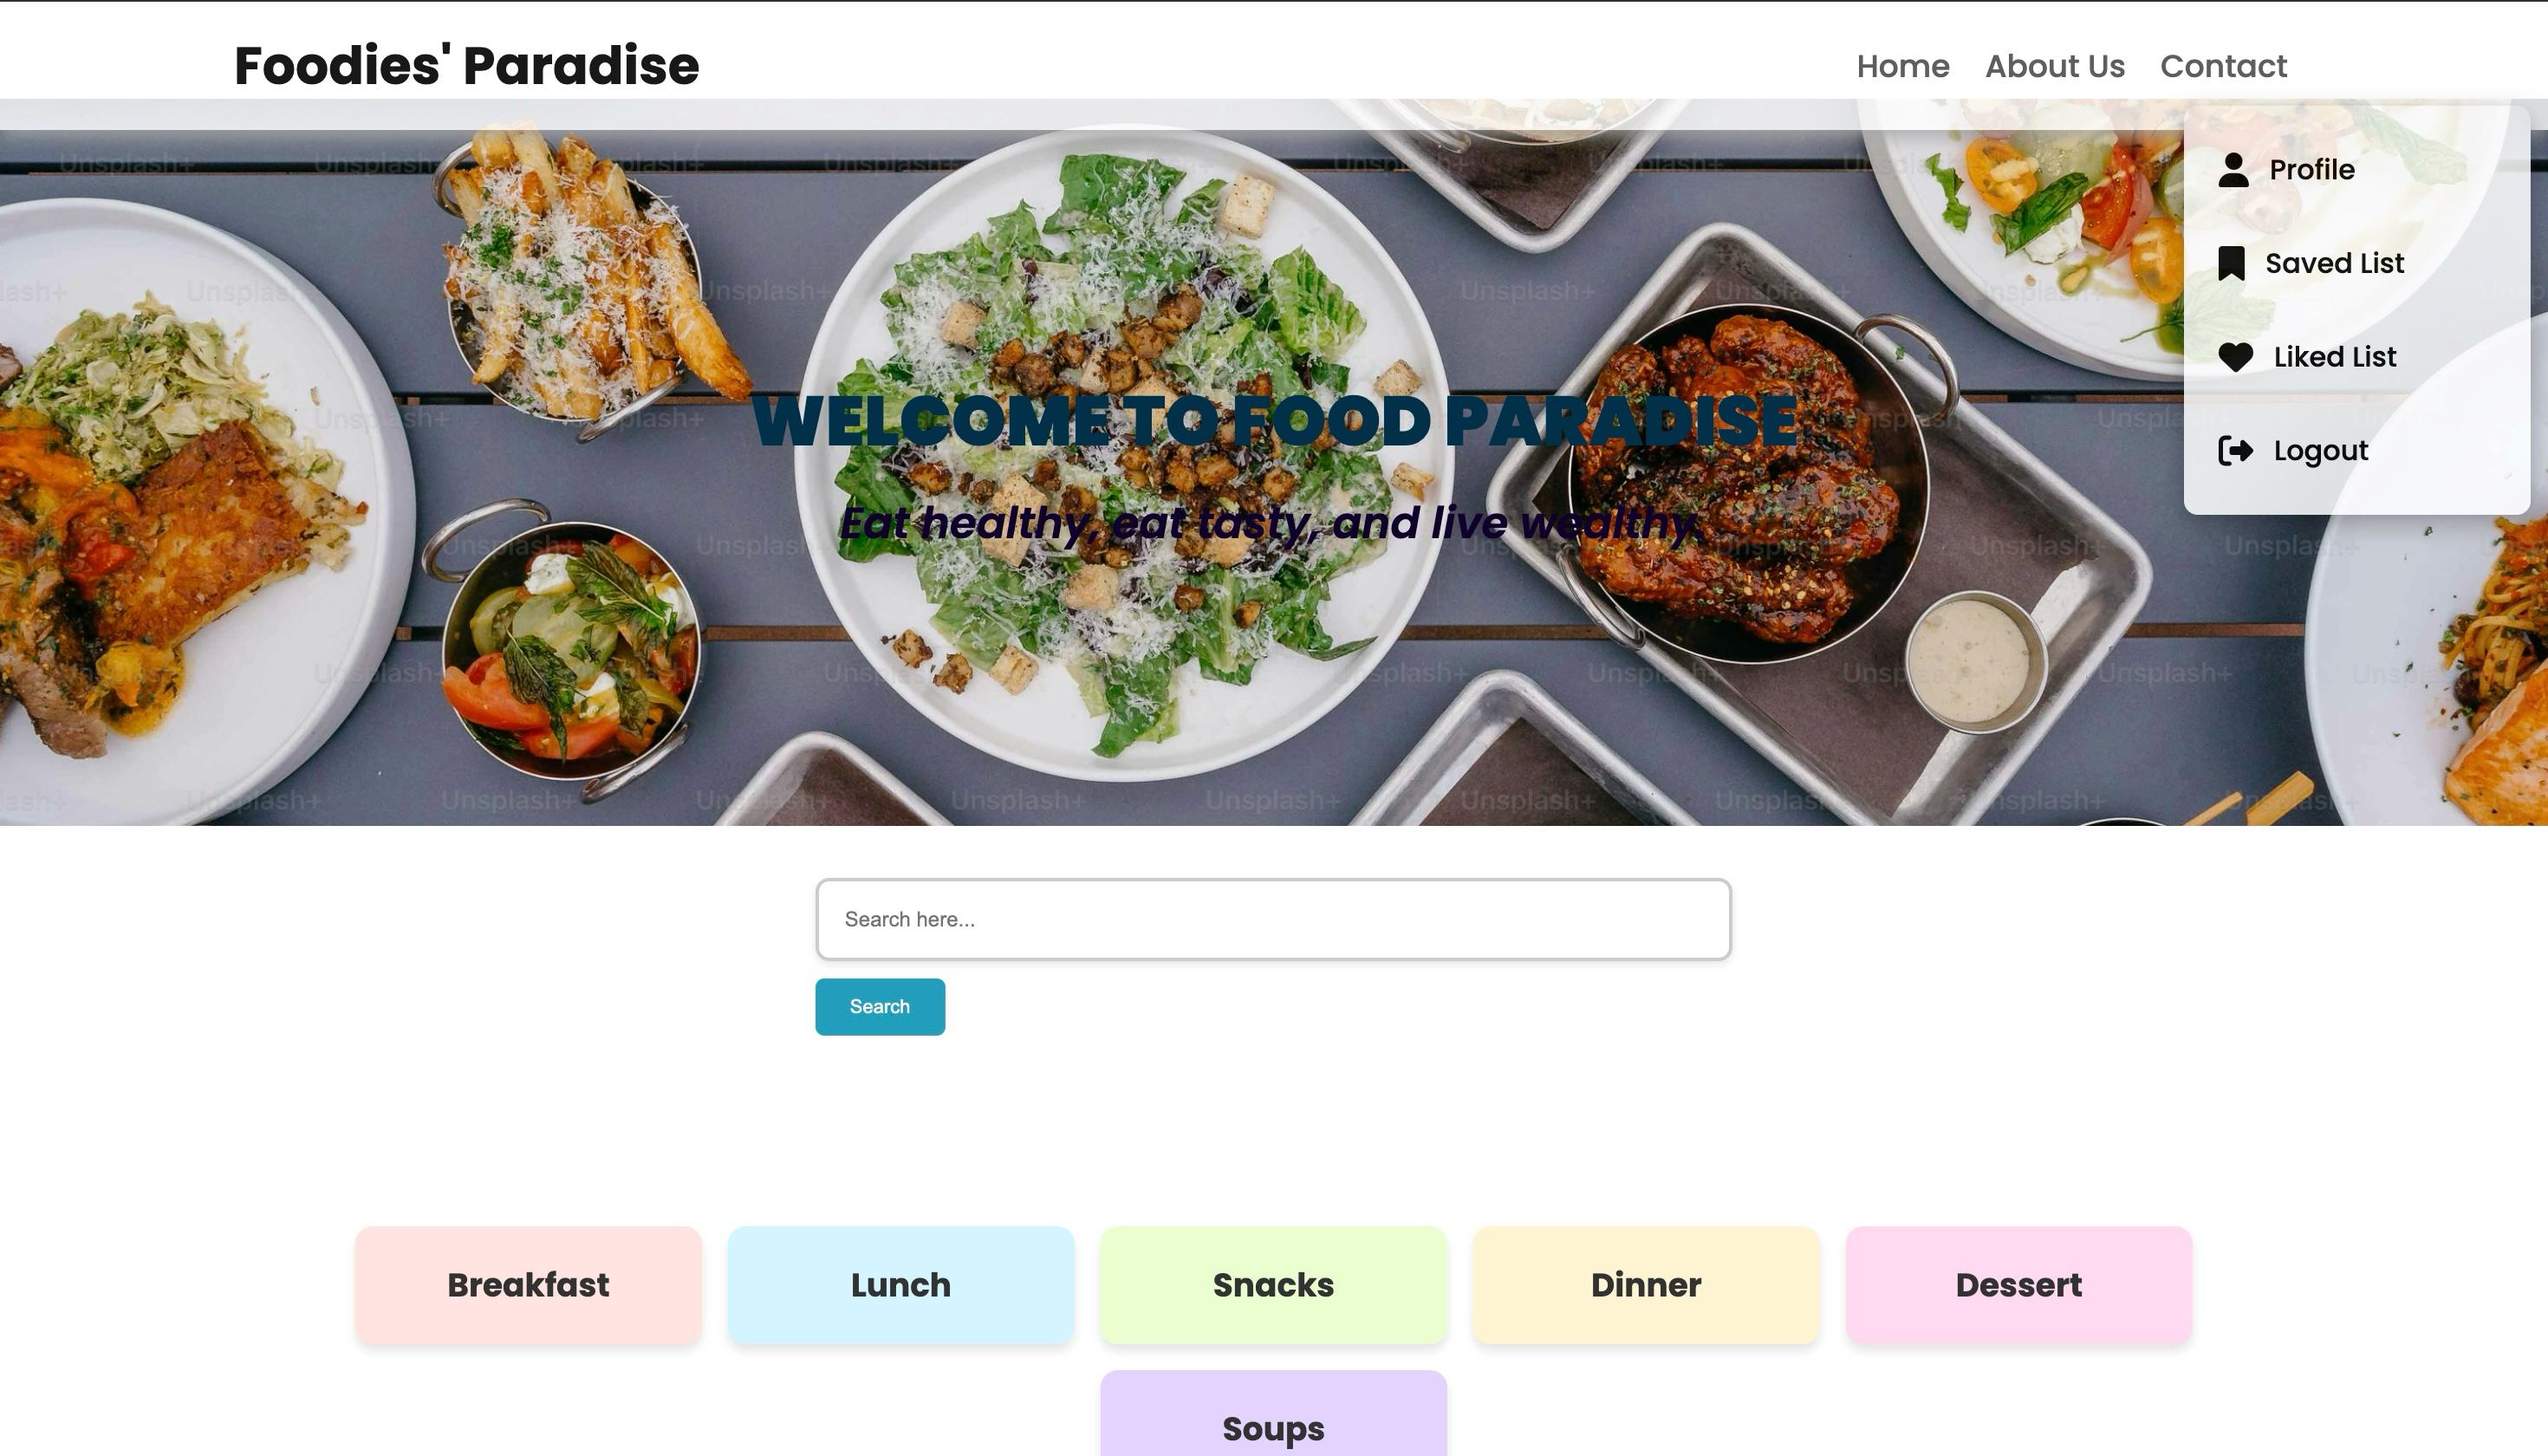 Foodies' Paradise
Home About Us Contact
Profile
Saved List
Liked List
Logout
WELCOME TO FOOD PARADISE
Eat healthy, eat tasty, and live wealthy.
Unsplash+
Search here...
Search
Breakfast
Lunch
Snacks
Dinner
Dessert
Soups